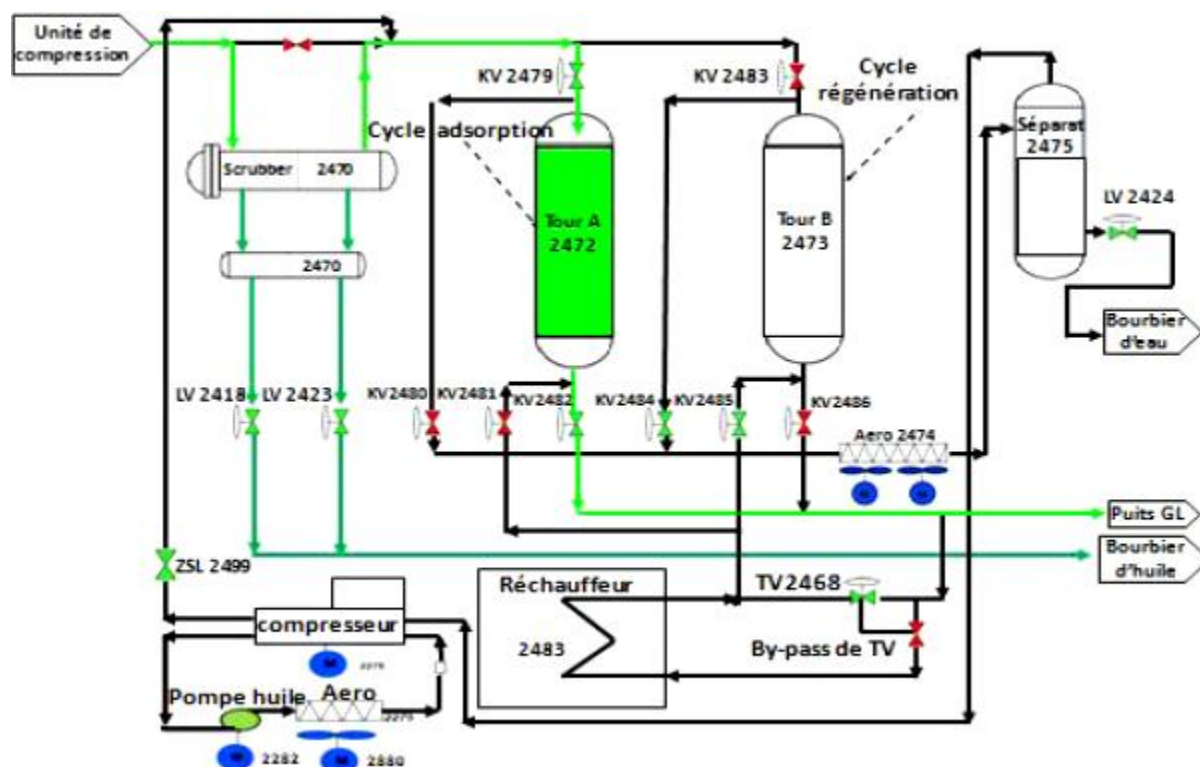 Unité de
compression
KV 2479
KV 2483
Cycle
régénération
Cycle adsorption
Séparat
2475
Scrubber 2470
LV 2424
Tour A
2472
Tour B
2473
2470
Bourbier
d'eau
LV 2418 LV 2423
KV2480 KV2481 KV2482 KV2484 KV2485 KV2486
Aero 2474
Puits GL
ZSL 2499
Bourbier
d'huile
Réchauffeur
TV2468
compresseur
2483
By-pass de TV
M
Pompe huile Aero
2282
2880